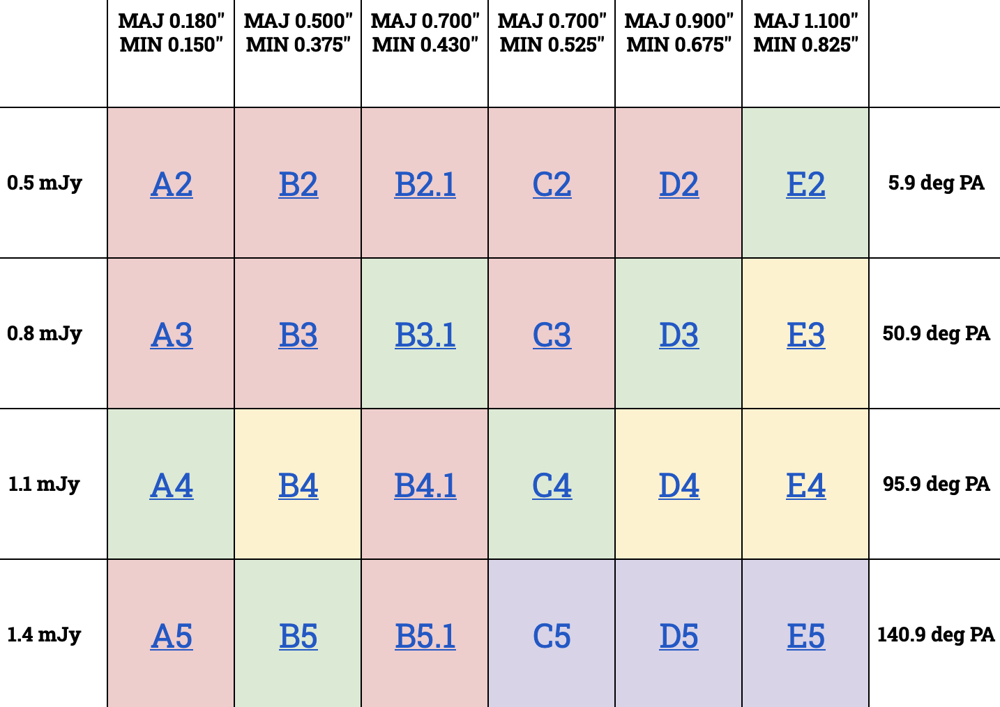 MAJ 0.180" MAJ 0.500" MAJ 0.700" MAJ 0.700" MAJ 0.900" MAJ 1.100"
MIN 0.150" MIN 0.375" MIN 0.430" MIN 0.525" MIN 0.675" MIN 0.825"
0.5 mJy A2 B2 B2.1 C2 D2 E2 5.9 deg PA
0.8 mJy A3 B3 B3.1 C3 D3 E3 50.9 deg PA
1.1 mJy A4 B4 B4.1 C4 D4 E4 95.9 deg PA
1.4 mJy A5 B5 B5.1 C5 D5 E5 140.9 deg PA